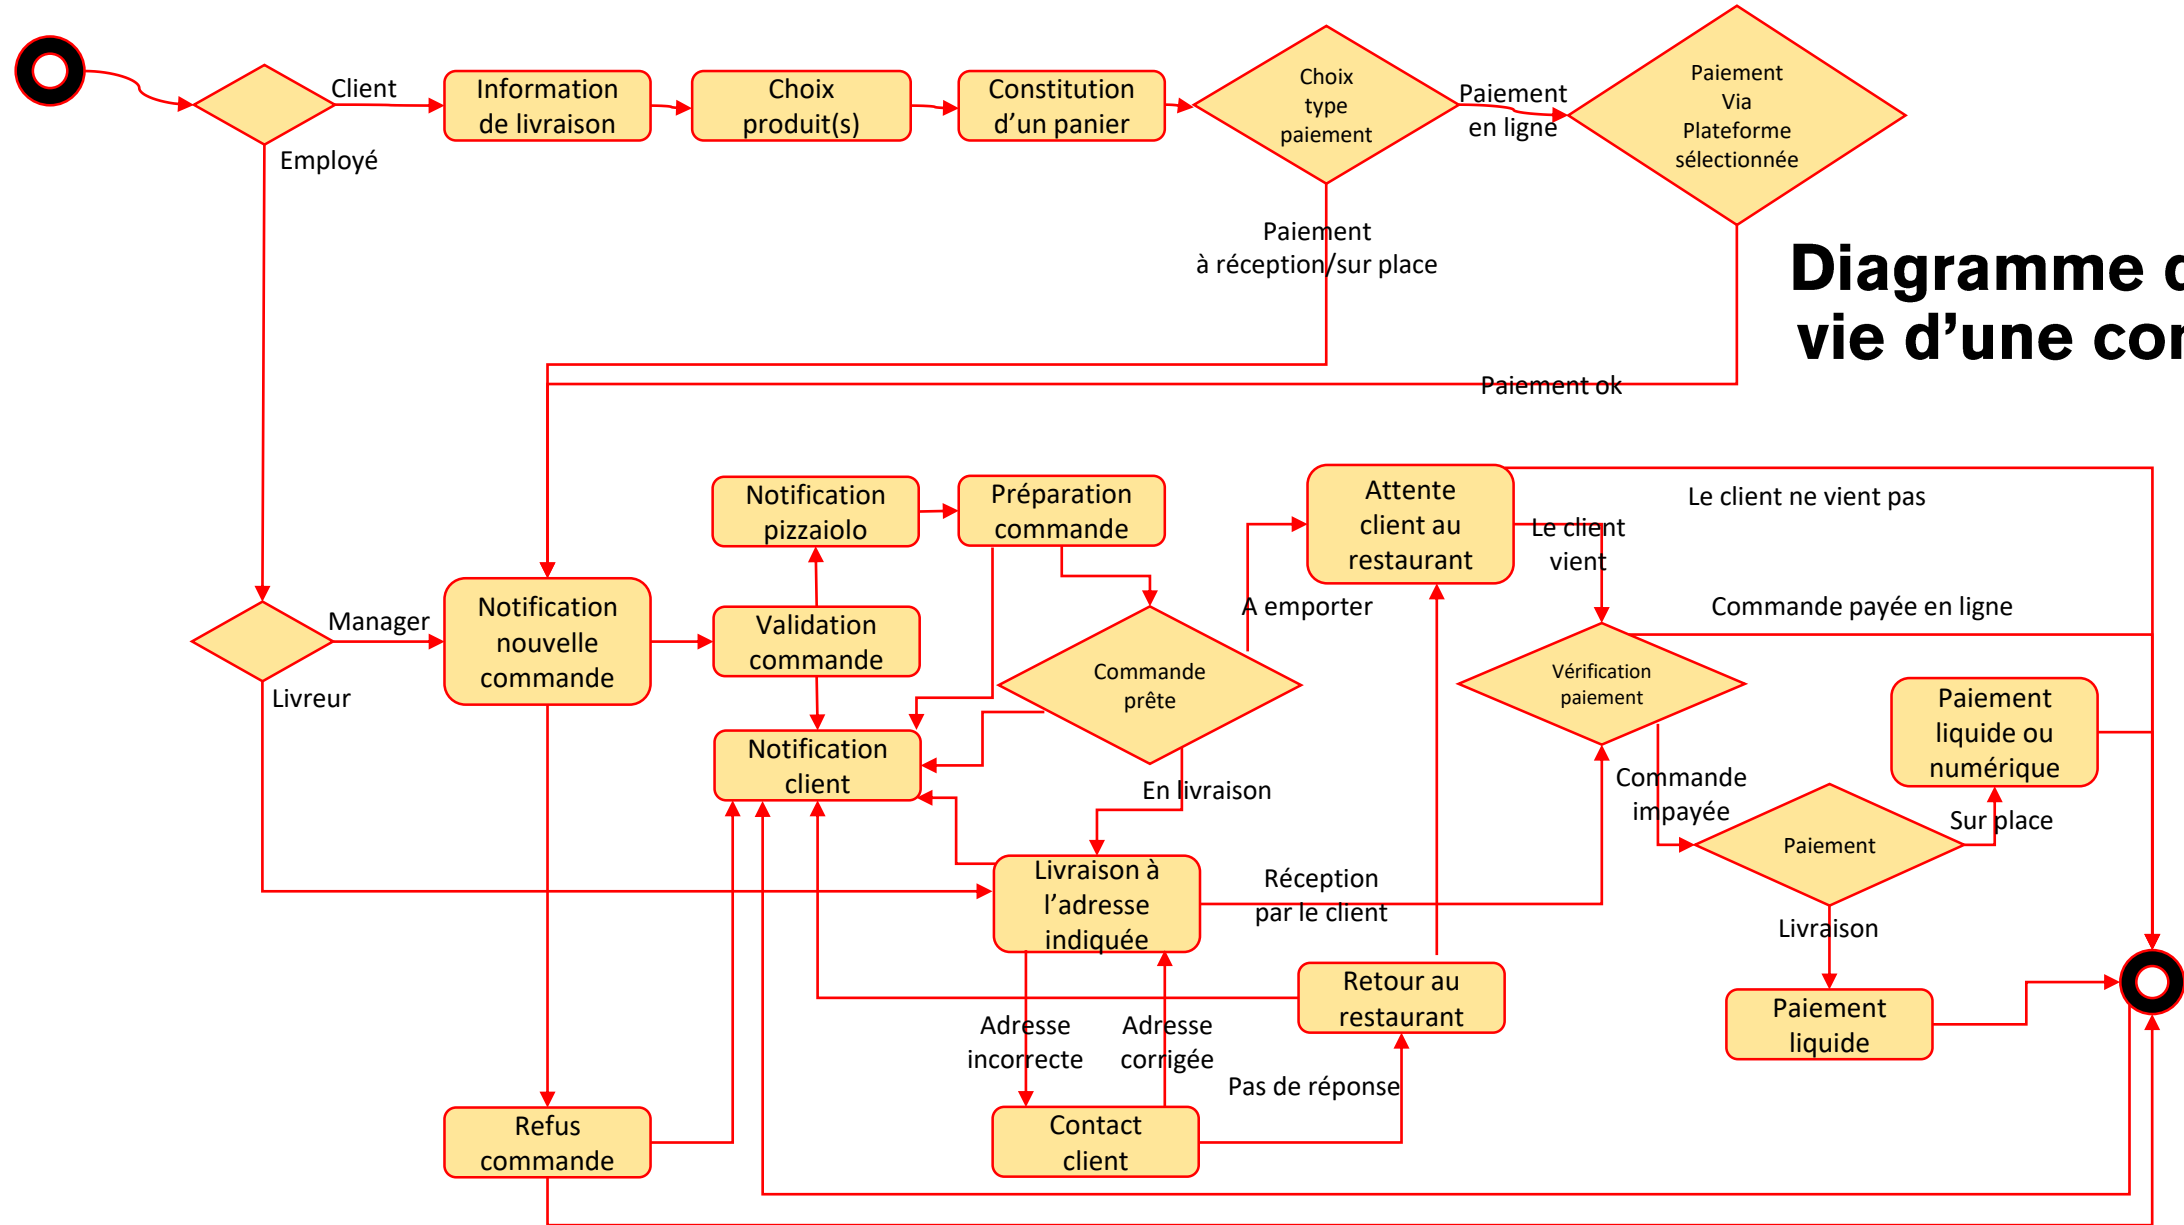 Client
Information
de livraison
Choix
produit(s)
Constitution
d'un panier
Choix
type
paiement
Paiement
en ligne
Paiement
Via
Plateforme
sélectionnée
Employé
Paiement
à réception/sur place
Diagramme
vie d'une
Paiement ok
Notification
pizzaiolo
Préparation
commande
Attente
client au
restaurant
Le client ne vient pas
Le client
vient
A emporter
Commande payée en ligne
Manager
Notification
nouvelle
commande
Validation
commande
Commande
prête
Vérification
paiement
Livreur
Paiement
liquide ou
numérique
Notification
client
En livraison
Commande
impayée
Sur place
Paiement
Livraison à
l'adresse
indiquée
Réception
par le client
Livraison
Retour au
restaurant
Paiement
liquide
Adresse
incorrecte
Adresse
corrigée
Pas de réponse
Refus
commande
Contact
client